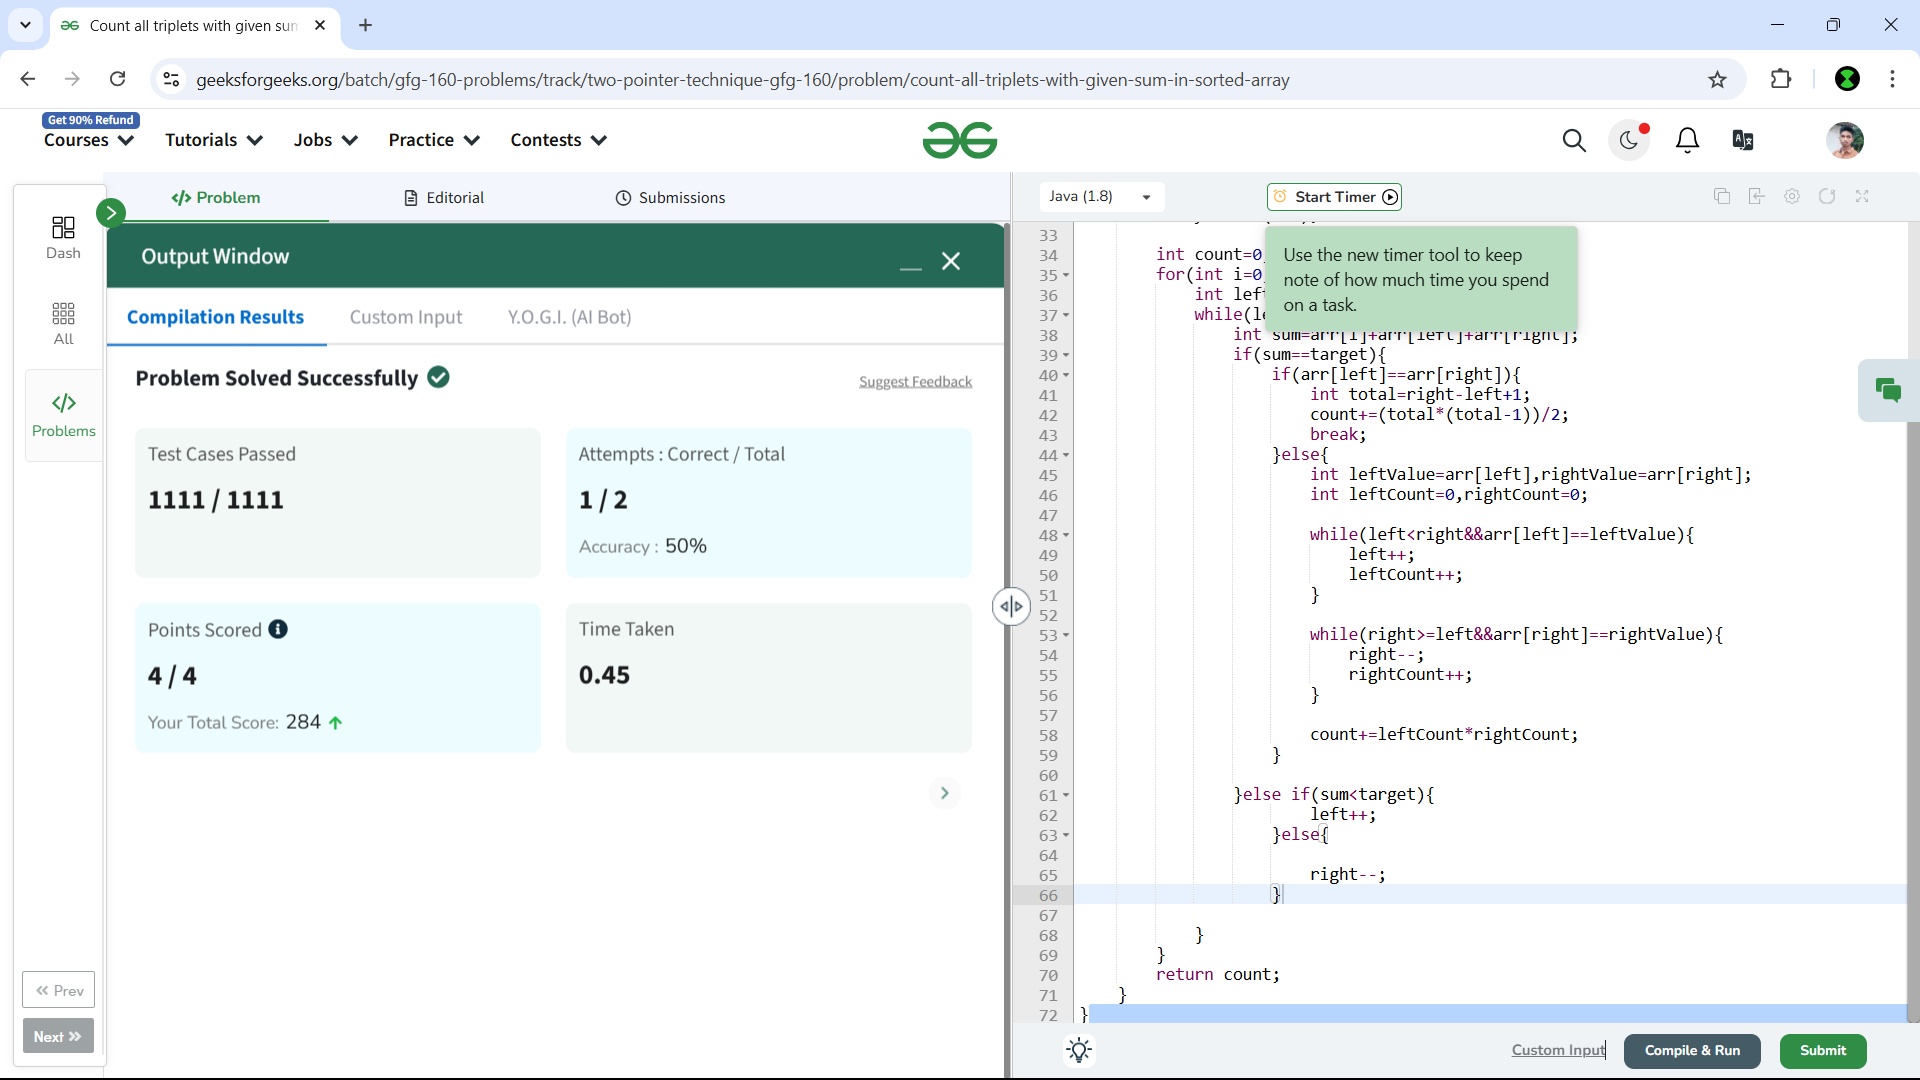 Count all triplets with given sum
geeksforgeeks.org/batch/gfg-160-problems/track/two-pointer-technique-gfg-160/problem/count-all-triplets-with-given-sum-in-sorted-array
Get 90% Refund
Courses
Tutorials
Jobs
Practice
Contests
Dash
All
Problems
Prev
Next
Problem
Editorial
Submissions
Output Window
Compilation Results
Custom Input
Y.O.G.I. (AI Bot)
Problem Solved Successfully
Suggest Feedback
Test Cases Passed
1111 / 1111
Attempts : Correct / Total
1 / 2
Accuracy : 50%
Points Scored
4 / 4
Your Total Score: 284
Time Taken
0.45
Java (1.8)
Start Timer
Use the new timer tool to keep
note of how much time you spend
on a task.
33
34 int count=0
35 for(int i=0
36 int left
37 while(le
38 int sum=arr[i]+arr[left]+arr[right];
39 if(sum==target){
40 if(arr[left]==arr[right]){
41 int total=right-left+1;
42 count+=(total*(total-1))/2;
43 break;
44 }else{
45 int leftValue=arr[left],rightValue=arr[right];
46 int leftCount=0,rightCount=0;
47
48 while(left<right&&arr[left]==leftValue){
49 left++;
50 leftCount++;
51 }
52
53 while(right>=left&&arr[right]==rightValue){
54 right--;
55 rightCount++;
56 }
57
58 count+=leftCount*rightCount;
59 }
60
61 }else if(sum<target){
62 left++;
63 }else{
64
65 right--;
66 }
67
68 }
69 }
70 return count;
71 }
72 }
Custom Input
Compile & Run
Submit